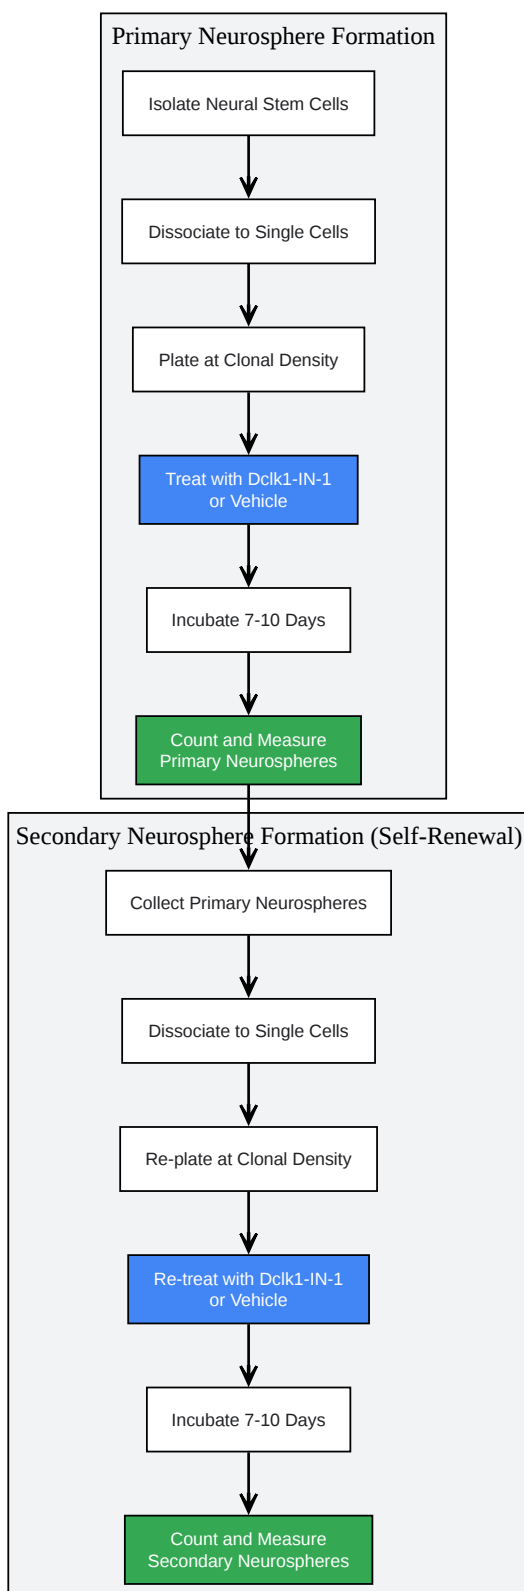 Primary Neurosphere Formation
Isolate Neural Stem Cells
Dissociate to Single Cells
Plate at Clonal Density
Treat with Dclk1-IN-1
or Vehicle
Incubate 7-10 Days
Count and Measure
Primary Neurospheres
Secondary Neurosphere Formation (Self-Renewal)
Collect Primary Neurospheres
Dissociate to Single Cells
Re-plate at Clonal Density
Re-treat with Dclk1-IN-1
or Vehicle
Incubate 7-10 Days
Count and Measure
Secondary Neurospheres